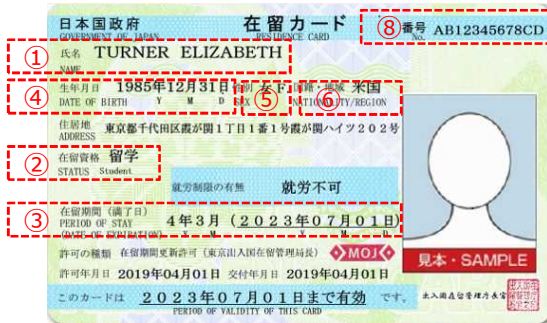 日本国政府 在留カード ⑧ 番号 AB12345678CD
GOVERNMENT OF JAPAN RESIDENCE CARD No.
① 氏名 TURNER ELIZABETH
NAME
④ 生年月日 1985年12月31日 ⑤ 性別 女 F. ⑥ 国籍・地域 米国
DATE OF BIRTH Y M D SEX NATIONALITY/REGION
住居地 東京都千代田区霞が関1丁目1番1号霞が関ハイツ202号
ADDRESS
② 在留資格 留学
STATUS Student
就労制限の有無 就労不可
③ 在留期間(満了日) 4年3月(2023年07月01日)
PERIOD OF STAY
(DATE OF EXPIRATION) Y M Y M D
許可の種類 在留期間更新許可(東京出入国在留管理局長) MOJ
見本・SAMPLE
許可年月日 2019年04月01日 交付年月日 2019年04月01日
このカードは 2023年07月01日まで有効 です。 出入国在留管理庁長官
PERIOD OF VALIDITY OF THIS CARD